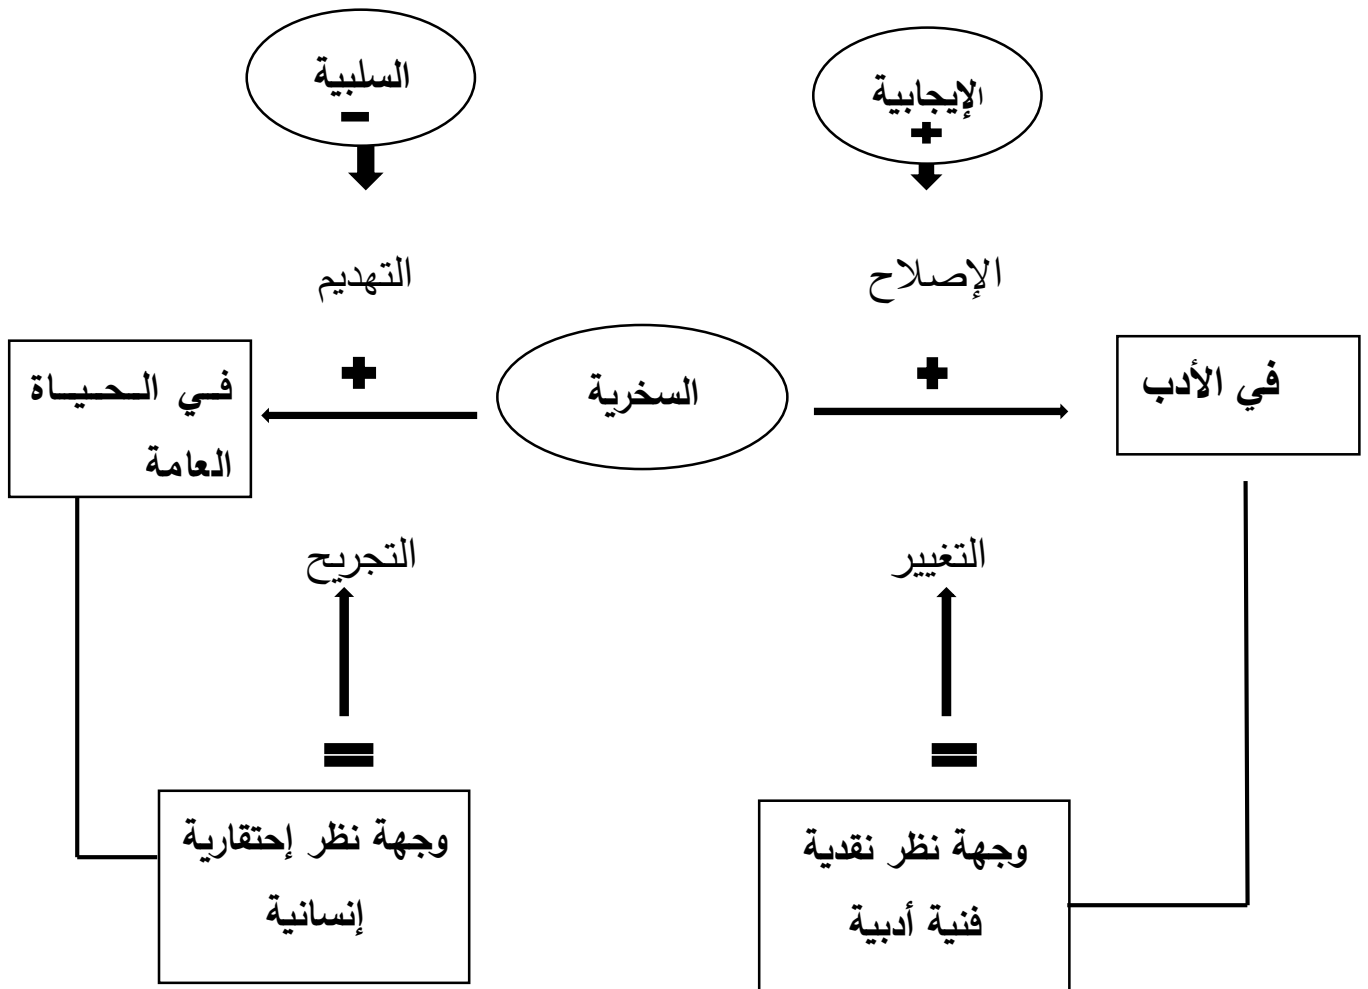 الإيجابية
+
السلبية
-
الإصلاح
التهديم
في الأدب
+
السخرية
+
في الحياة
العامة
التغيير
التجريح
=
=
وجهة نظر نقدية
فنية أدبية
وجهة نظر إحتقارية
إنسانية